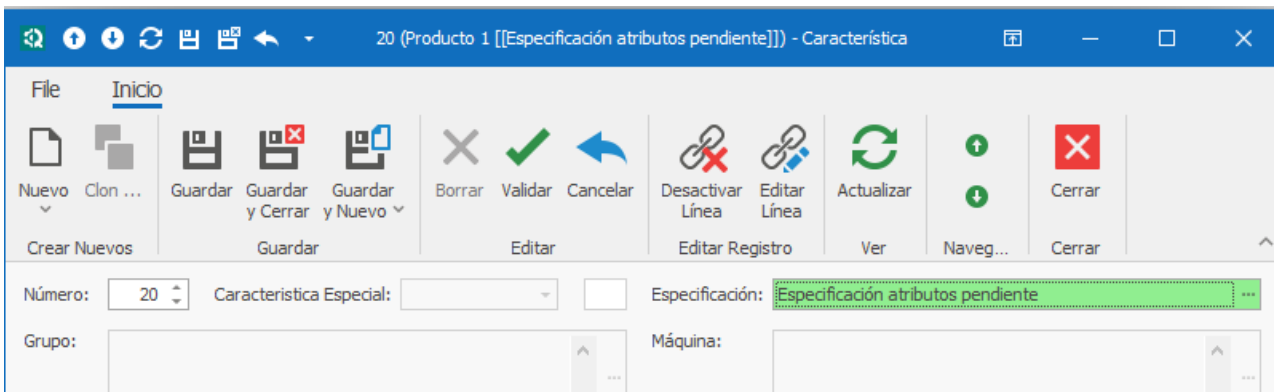 20 (Producto 1 [[Especificación atributos pendiente]]) - Característica
File Inicio
Nuevo Clon ... Guardar Guardar y Cerrar Guardar y Nuevo Borrar Validar Cancelar Desactivar Línea Editar Línea Actualizar Cerrar
Crear Nuevos Guardar Editar Editar Registro Ver Naveg... Cerrar
Número: 20 Caracteristica Especial: Especificación: Especificación atributos pendiente ...
Grupo: ... Máquina: ...